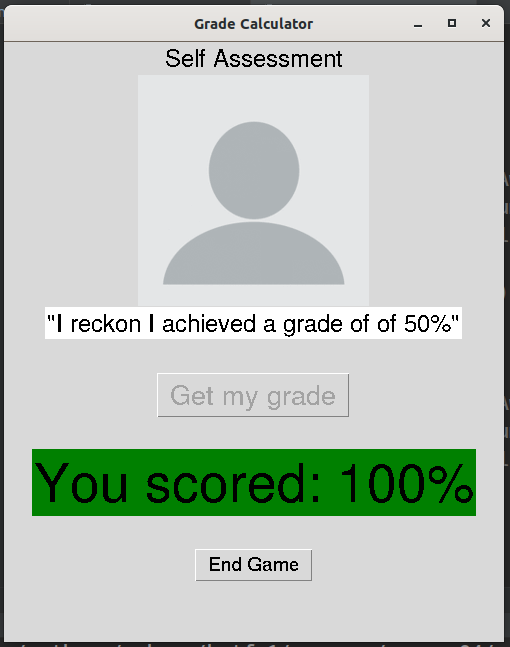 Grade Calculator
Self Assessment
"I reckon I achieved a grade of of 50%"
Get my grade
You scored: 100%
End Game